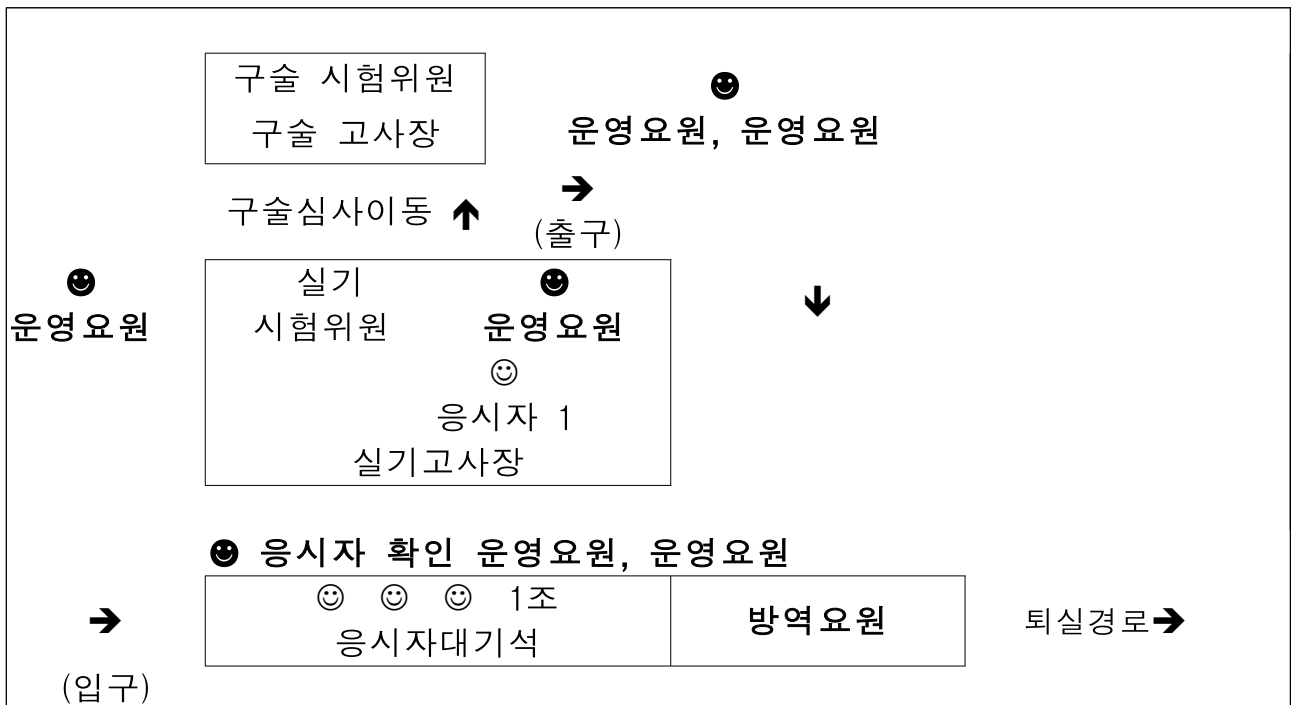 구술 시험위원
구술 고사장
☻
운영요원, 운영요원
구술심사이동 🡹
🡺
(출구)
☻
운영요원
실기
시험위원
☻
운영요원
☺
응시자 1
실기고사장
🡻
☻ 응시자 확인 운영요원, 운영요원
☺ ☺ ☺ 1조
응시자대기석
방역요원
퇴실경로🡺
🡺
(입구)